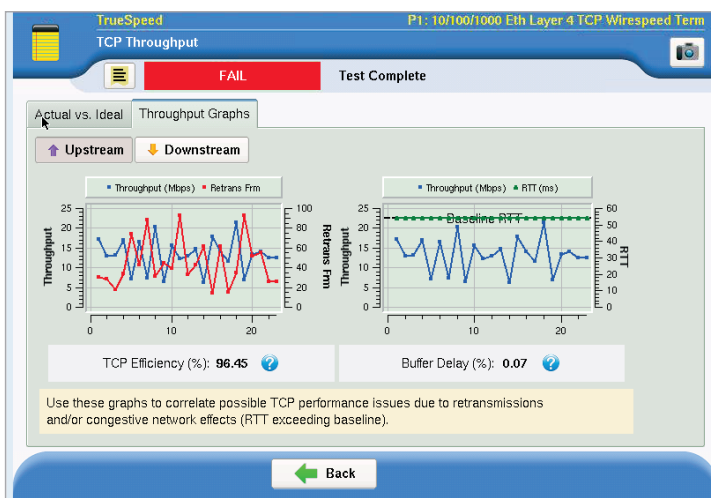 TrueSpeed
P1: 10/100/1000 Eth Layer 4 TCP Wirespeed Term
TCP Throughput
FAIL
Test Complete
Actual vs. Ideal
Throughput Graphs
Upstream
Downstream
Throughput (Mbps) Retrans Frm
25
20
15
10
5
0
Throughput
100
80
60
40
20
0
Retrans Frm
0 10 20
Throughput (Mbps) RTT (ms)
Baseline RTT
25
20
15
10
5
0
Throughput
60
50
40
30
20
10
0
RTT
0 10 20
TCP Efficiency (%): 96.45 ?
Buffer Delay (%): 0.07 ?
Use these graphs to correlate possible TCP performance issues due to retransmissions
and/or congestive network effects (RTT exceeding baseline).
Back